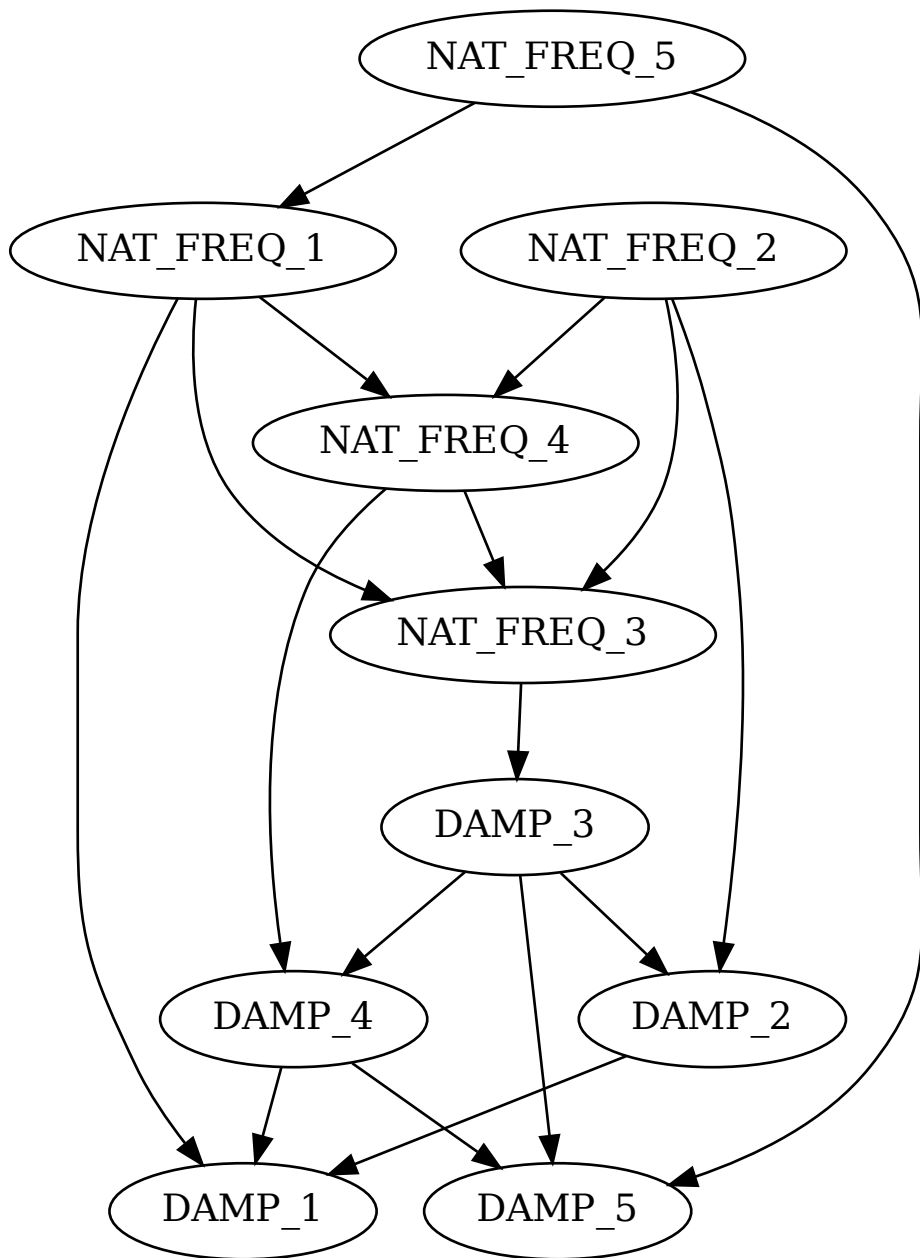 NAT_FREQ_5
NAT_FREQ_1
NAT_FREQ_2
NAT_FREQ_4
NAT_FREQ_3
DAMP_3
DAMP_4
DAMP_2
DAMP_1
DAMP_5